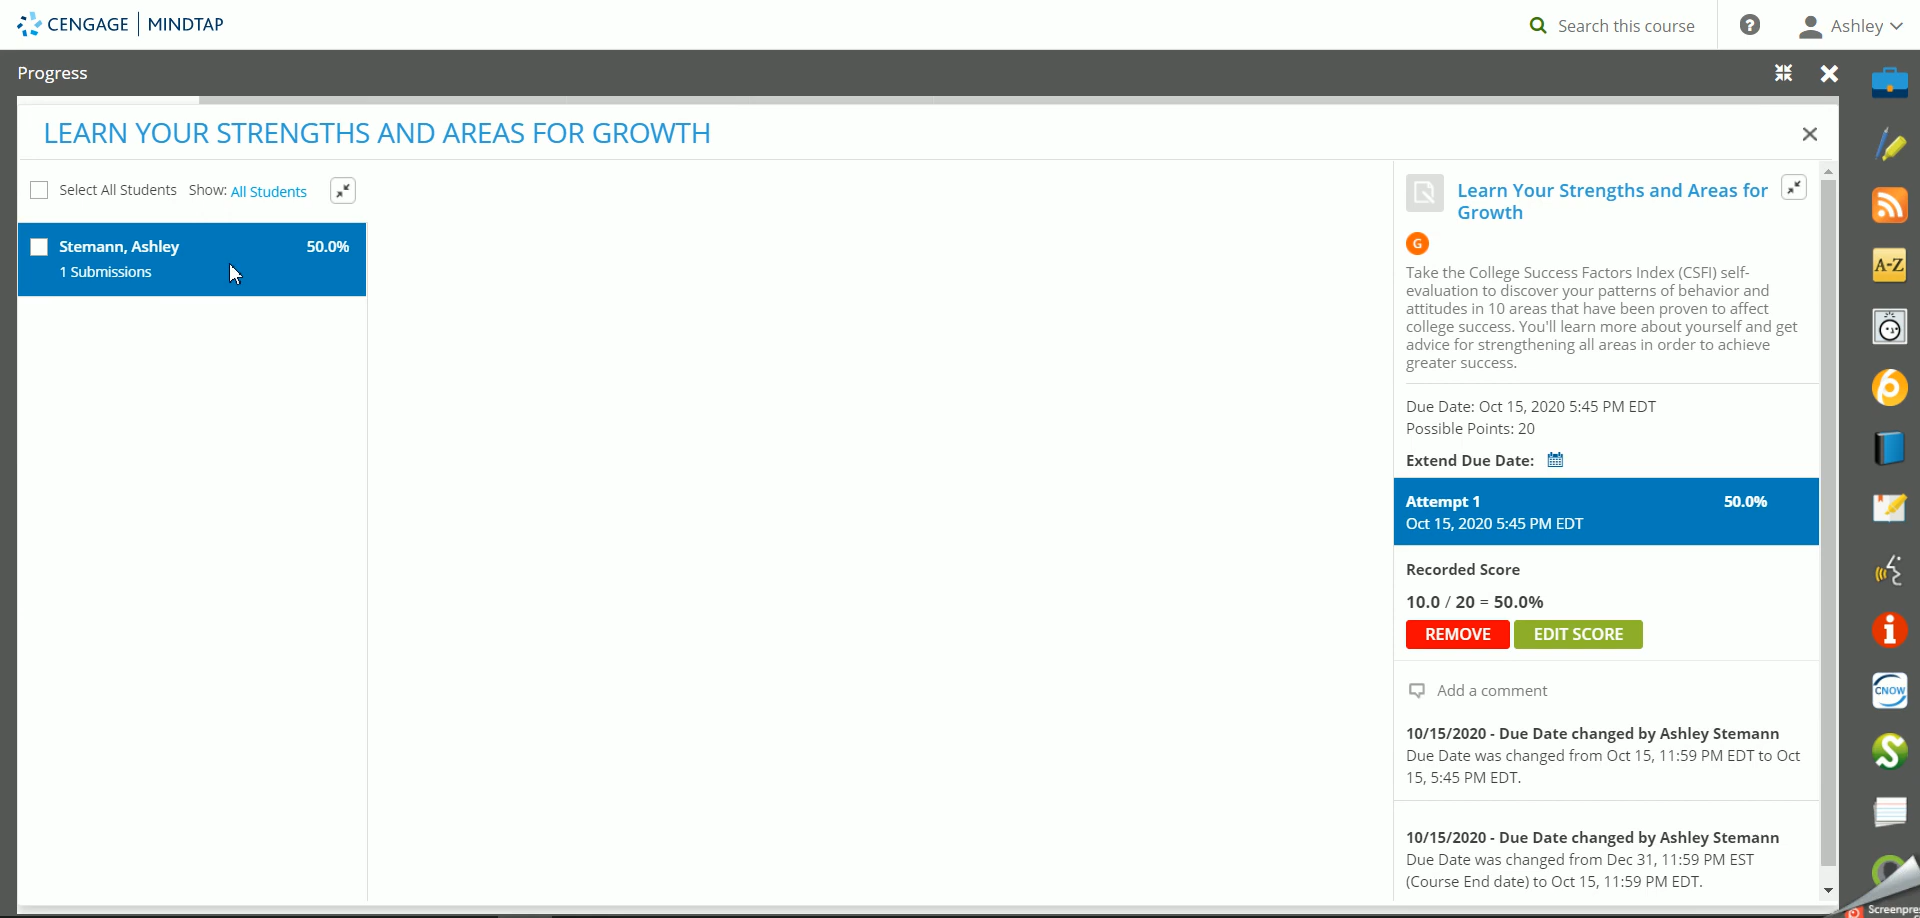 CENGAGE | MINDTAP
Search this course
?
Ashley
Progress
LEARN YOUR STRENGTHS AND AREAS FOR GROWTH
Select All Students Show: All Students
Stemann, Ashley 50.0%
1 Submissions
Learn Your Strengths and Areas for
Growth
G
Take the College Success Factors Index (CSFI) self-
evaluation to discover your patterns of behavior and
attitudes in 10 areas that have been proven to affect
college success. You'll learn more about yourself and get
advice for strengthening all areas in order to achieve
greater success.
Due Date: Oct 15, 2020 5:45 PM EDT
Possible Points: 20
Extend Due Date:
Attempt 1 50.0%
Oct 15, 2020 5:45 PM EDT
Recorded Score
10.0 / 20 = 50.0%
REMOVE EDIT SCORE
Add a comment
10/15/2020 - Due Date changed by Ashley Stemann
Due Date was changed from Oct 15, 11:59 PM EDT to Oct
15, 5:45 PM EDT.
10/15/2020 - Due Date changed by Ashley Stemann
Due Date was changed from Dec 31, 11:59 PM EST
(Course End date) to Oct 15, 11:59 PM EDT.
A-Z
CNOW